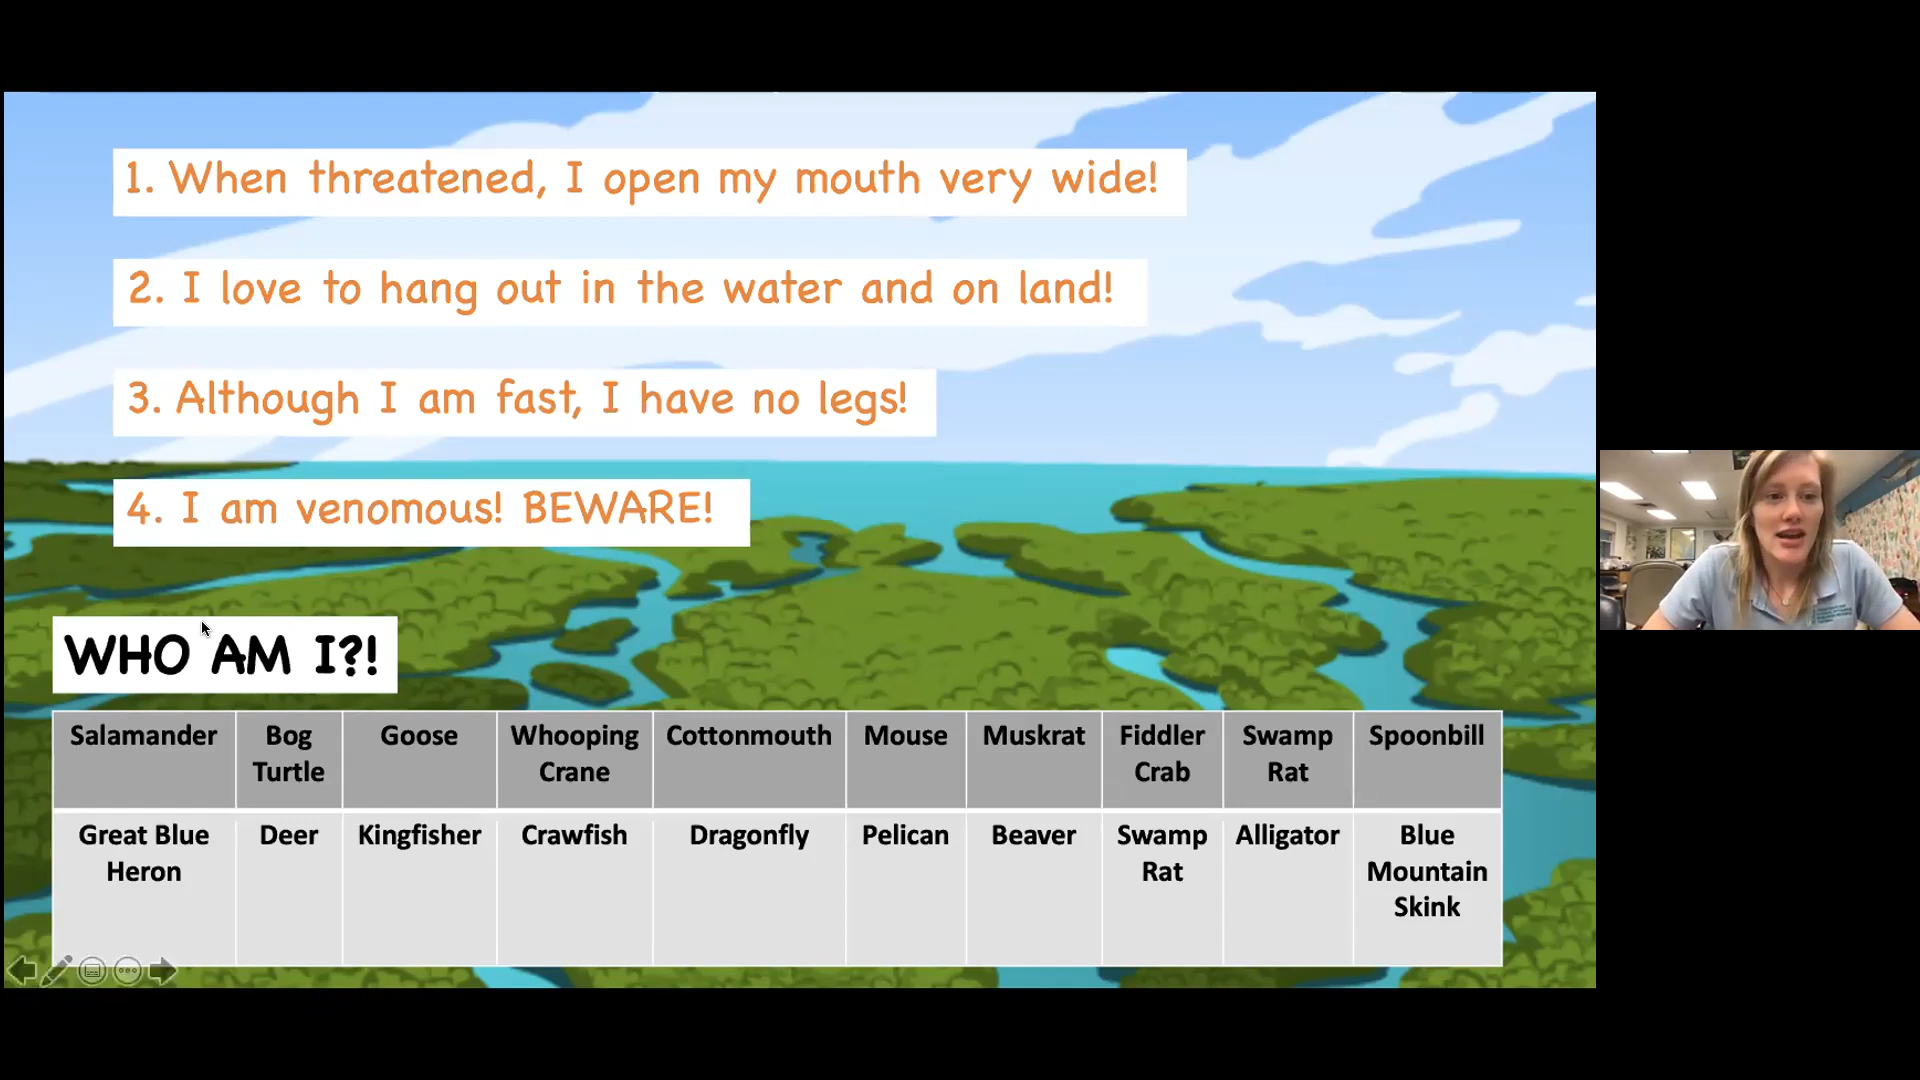 1. When threatened, I open my mouth very wide!
2. I love to hang out in the water and on land!
3. Although I am fast, I have no legs!
4. I am venomous! BEWARE!
WHO AM I?!
Salamander Bog Goose Whooping Cottonmouth Mouse Muskrat Fiddler Swamp Spoonbill
Turtle Crane Crab Rat
Great Blue Deer Kingfisher Crawfish Dragonfly Pelican Beaver Swamp Alligator Blue
Heron Rat Mountain
Skink